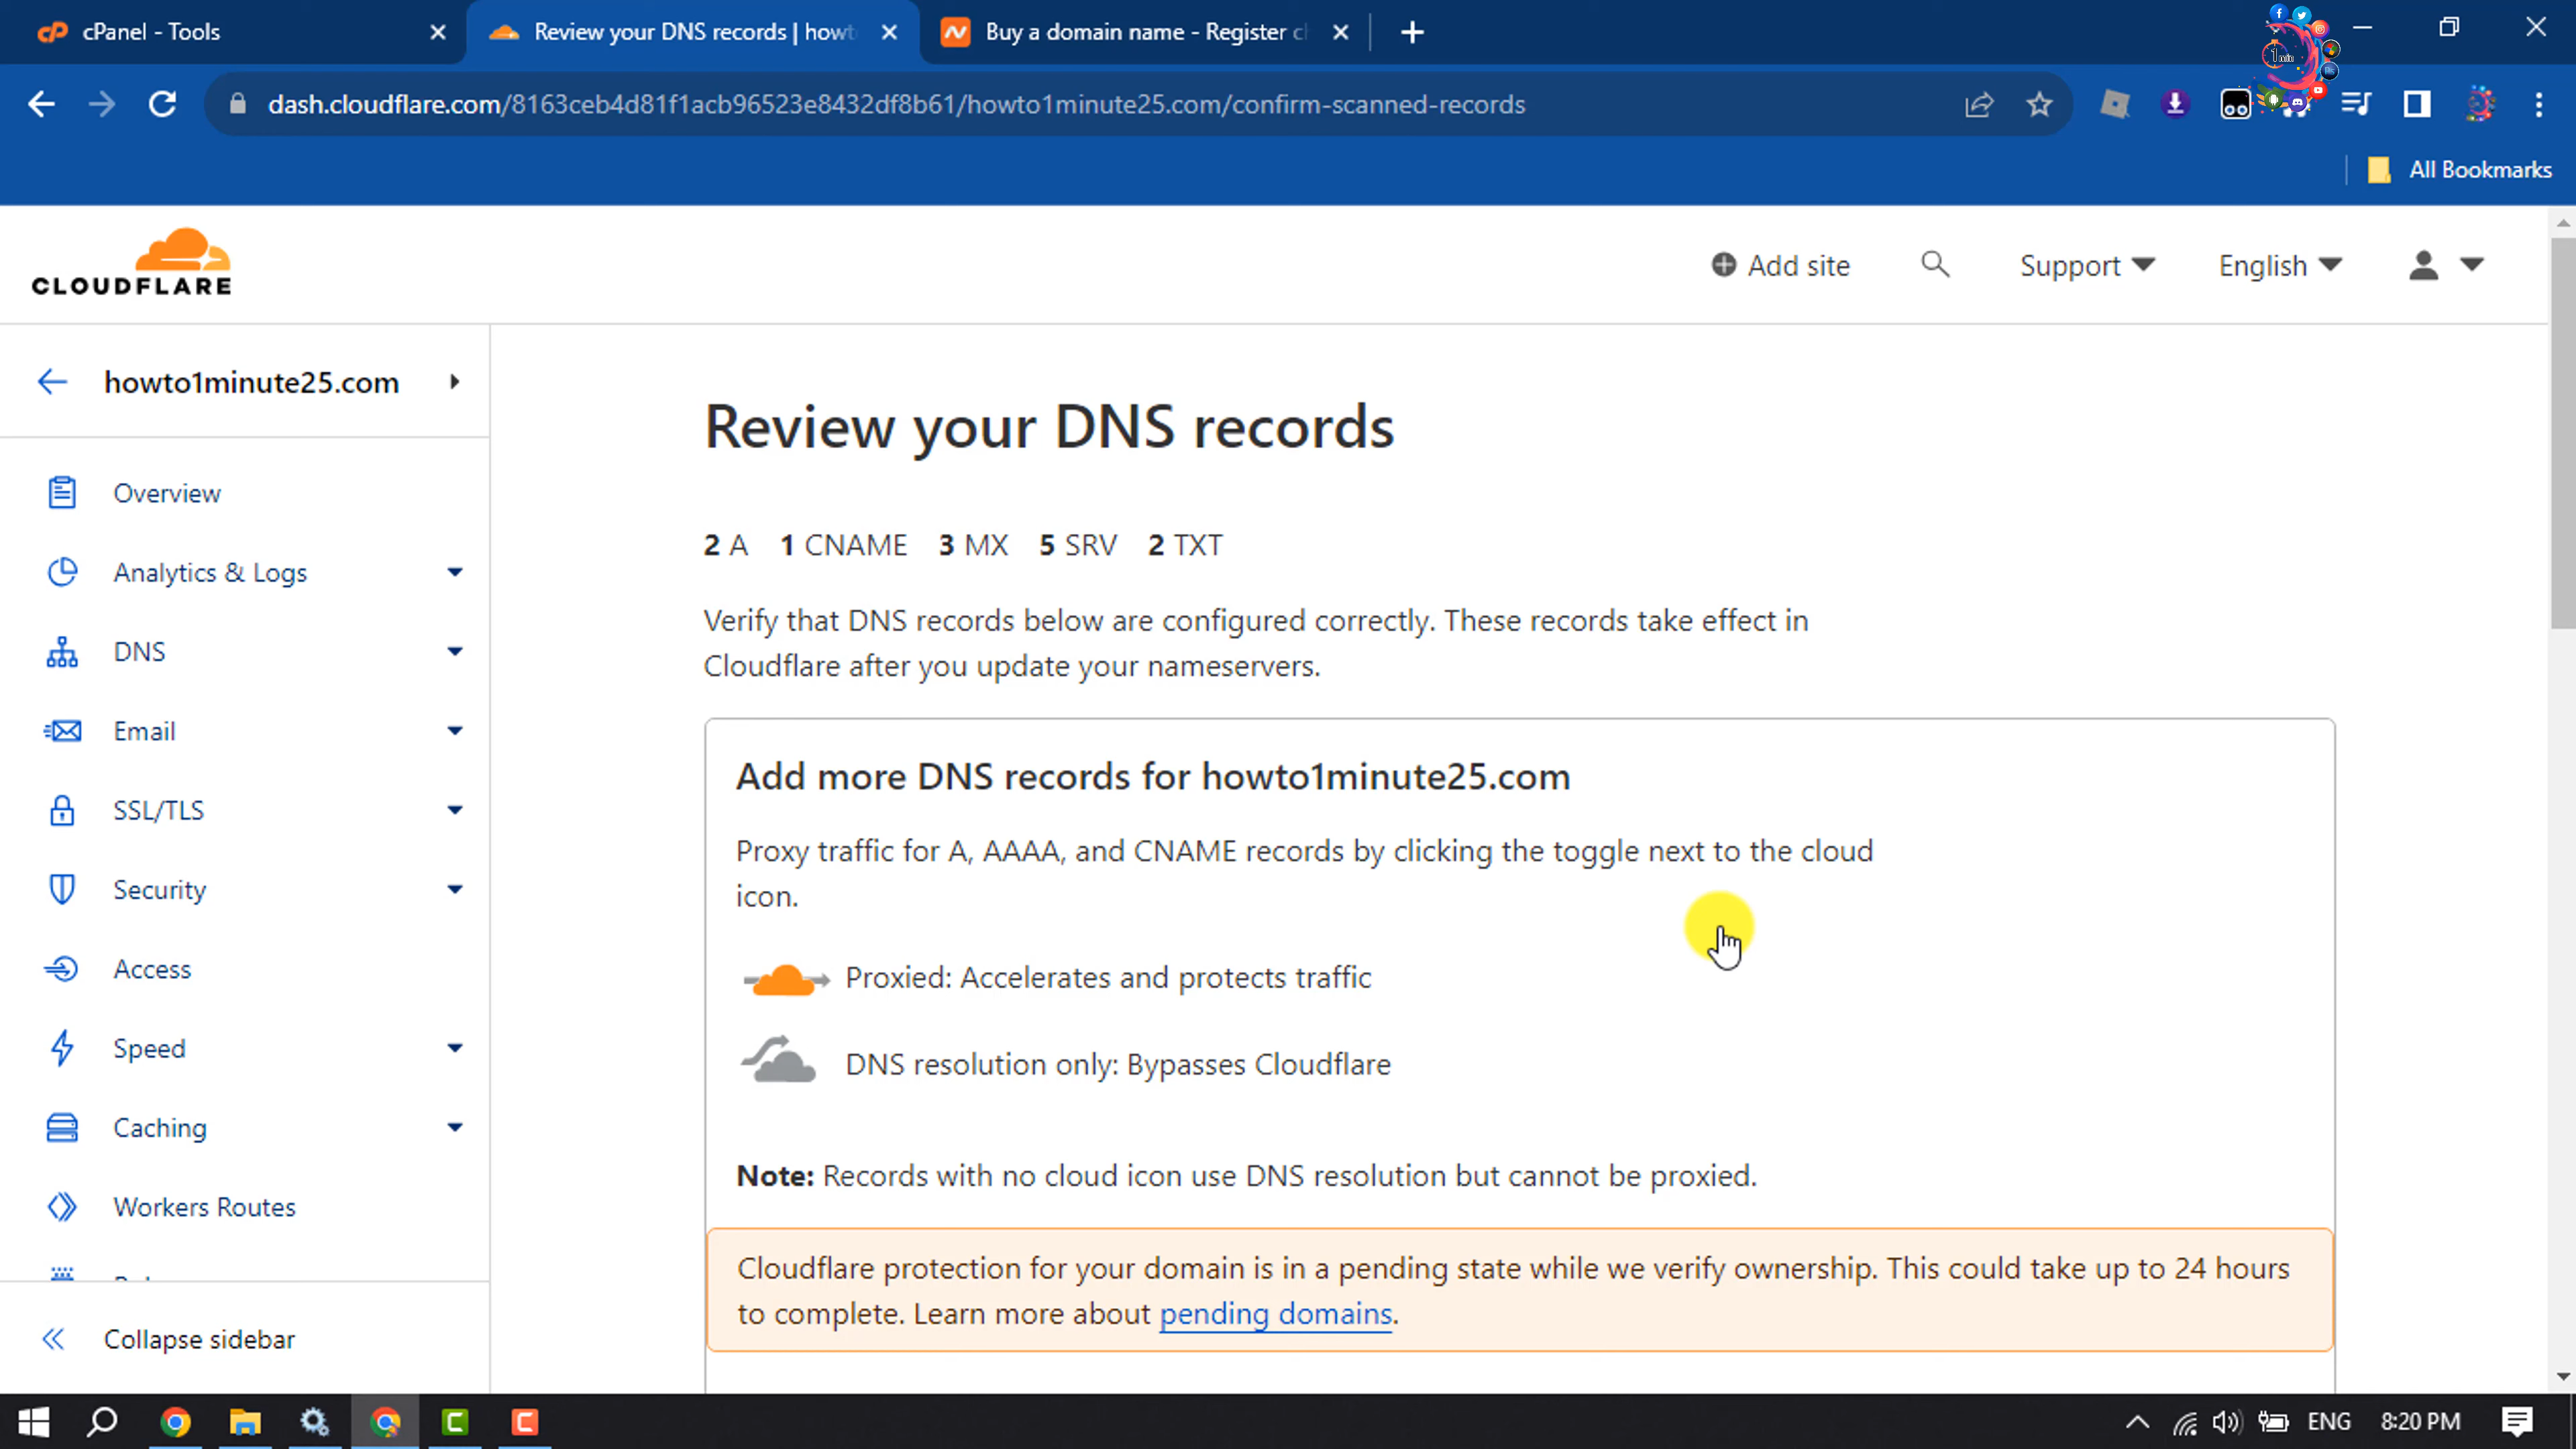 cPanel - Tools
Review your DNS records | howt
Buy a domain name - Register c
dash.cloudflare.com/8163ceb4d81f1acb96523e8432df8b61/howto1minute25.com/confirm-scanned-records
All Bookmarks
CLOUDFLARE
Add site
Support
English
howto1minute25.com
Overview
Analytics & Logs
DNS
Email
SSL/TLS
Security
Access
Speed
Caching
Workers Routes
Collapse sidebar
Review your DNS records
2 A 1 CNAME 3 MX 5 SRV 2 TXT
Verify that DNS records below are configured correctly. These records take effect in
Cloudflare after you update your nameservers.
Add more DNS records for howto1minute25.com
Proxy traffic for A, AAAA, and CNAME records by clicking the toggle next to the cloud
icon.
Proxied: Accelerates and protects traffic
DNS resolution only: Bypasses Cloudflare
Note: Records with no cloud icon use DNS resolution but cannot be proxied.
Cloudflare protection for your domain is in a pending state while we verify ownership. This could take up to 24 hours
to complete. Learn more about pending domains.
ENG
8:20 PM